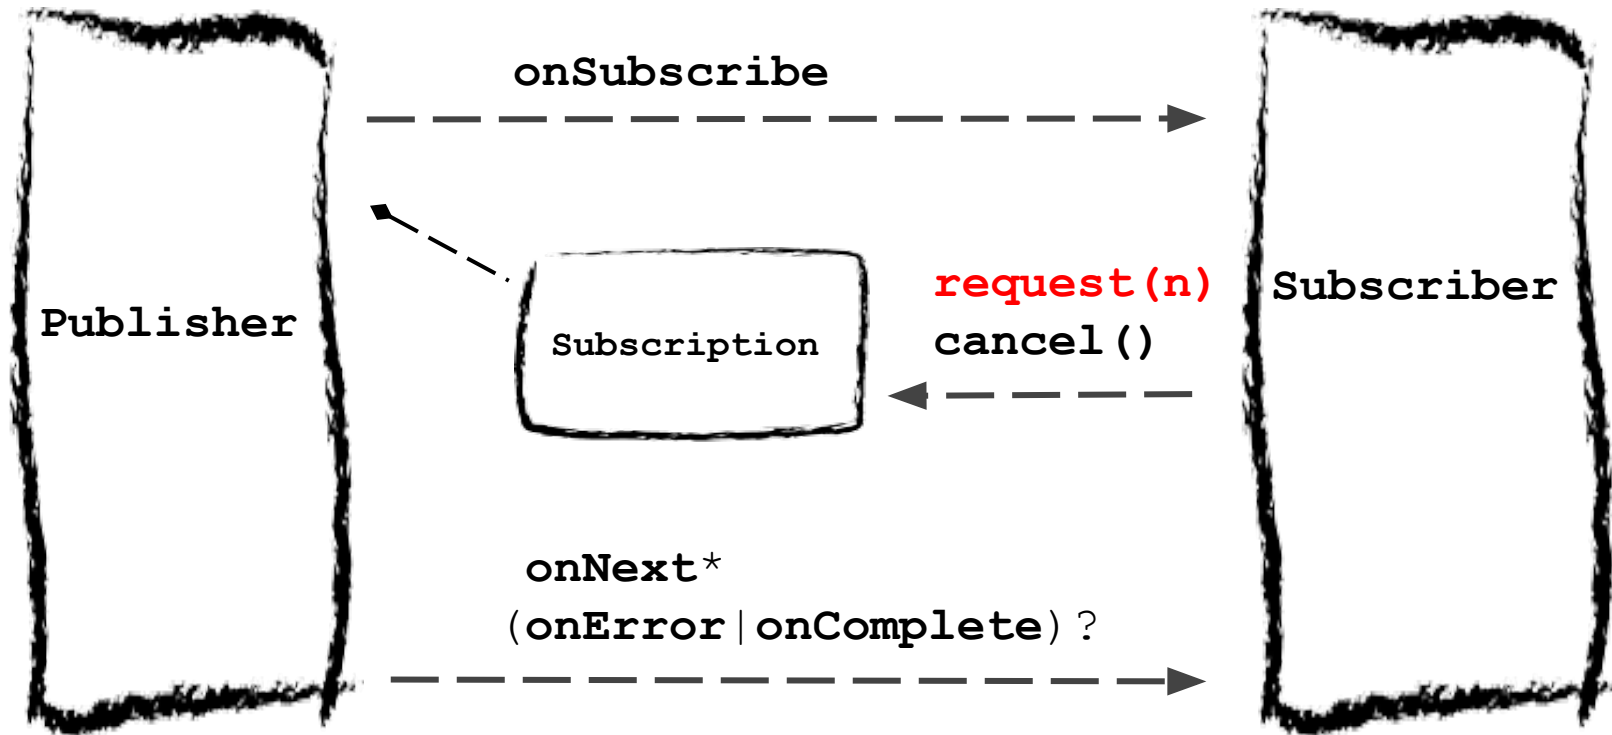 onSubscribe
Publisher
Subscription
request(n)
cancel()
Subscriber
onNext*
(onError|onComplete)?